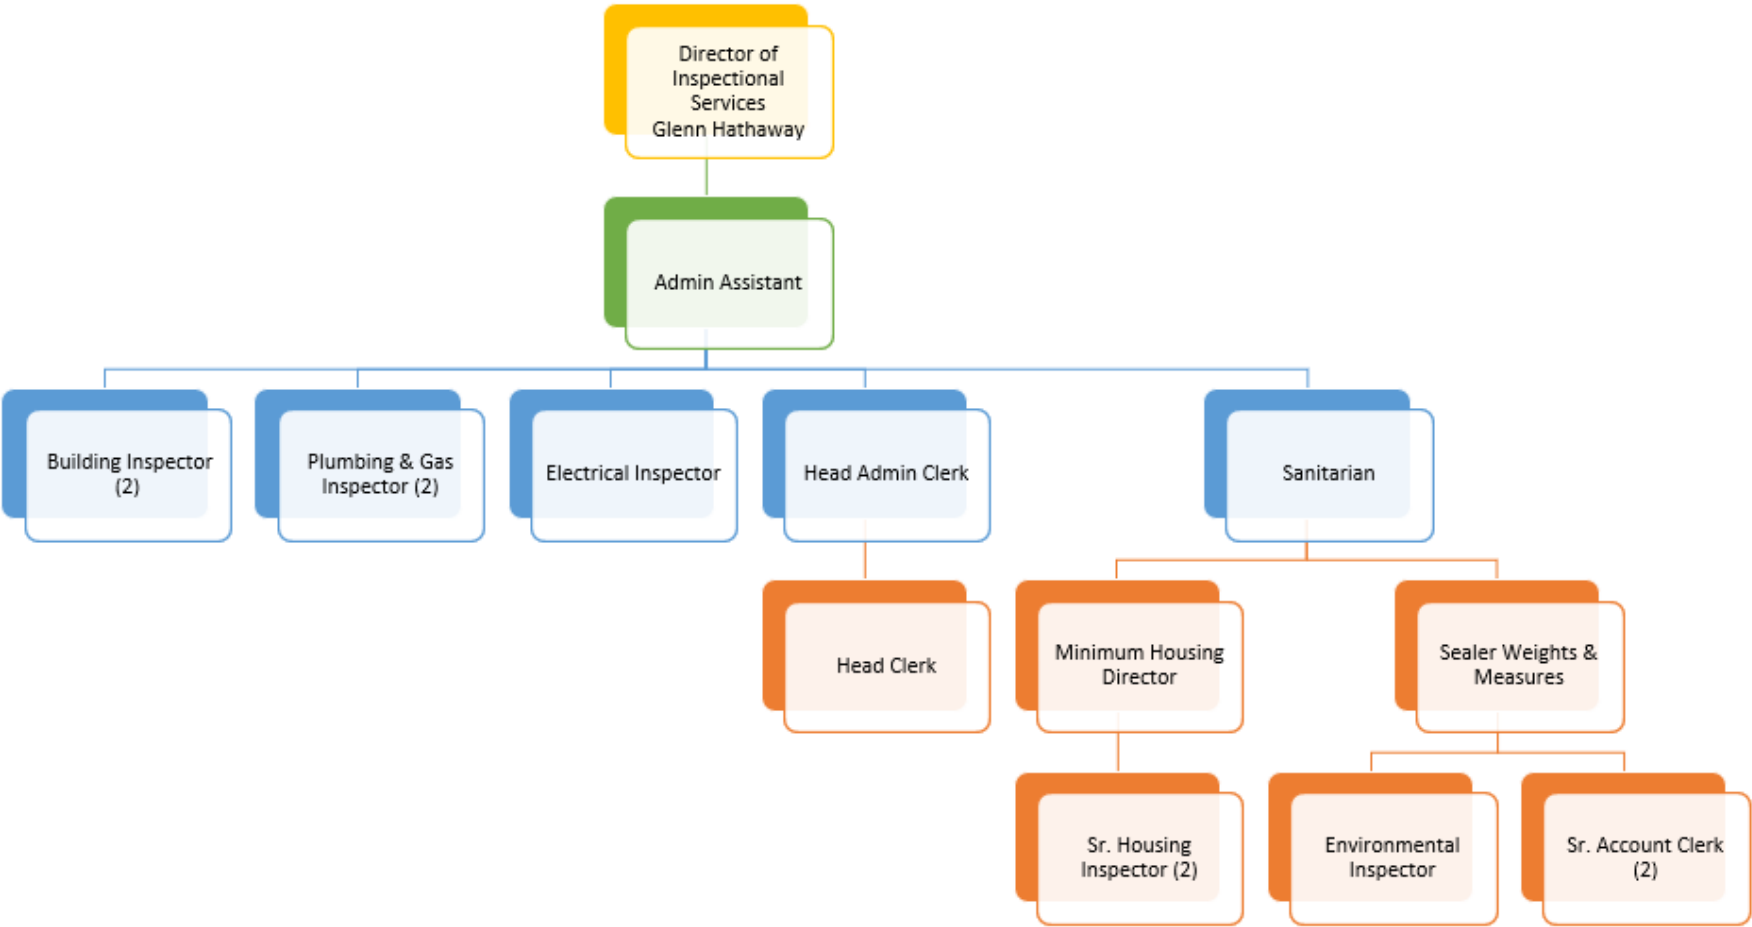 Director of
Inspectional
Services
Glenn Hathaway
Admin Assistant
Building Inspector
(2)
Plumbing & Gas
Inspector (2)
Electrical Inspector
Head Admin Clerk
Sanitarian
Head Clerk
Minimum Housing
Director
Sealer Weights &
Measures
Sr. Housing
Inspector (2)
Environmental
Inspector
Sr. Account Clerk
(2)